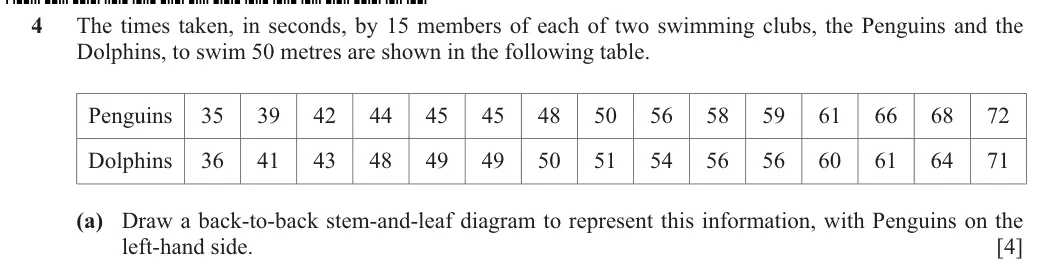 4 The times taken, in seconds, by 15 members of each of two swimming clubs, the Penguins and the
Dolphins, to swim 50 metres are shown in the following table.
Penguins 35 39 42 44 45 45 48 50 56 58 59 61 66 68 72
Dolphins 36 41 43 48 49 49 50 51 54 56 56 60 61 64 71
(a) Draw a back-to-back stem-and-leaf diagram to represent this information, with Penguins on the
left-hand side. [4]